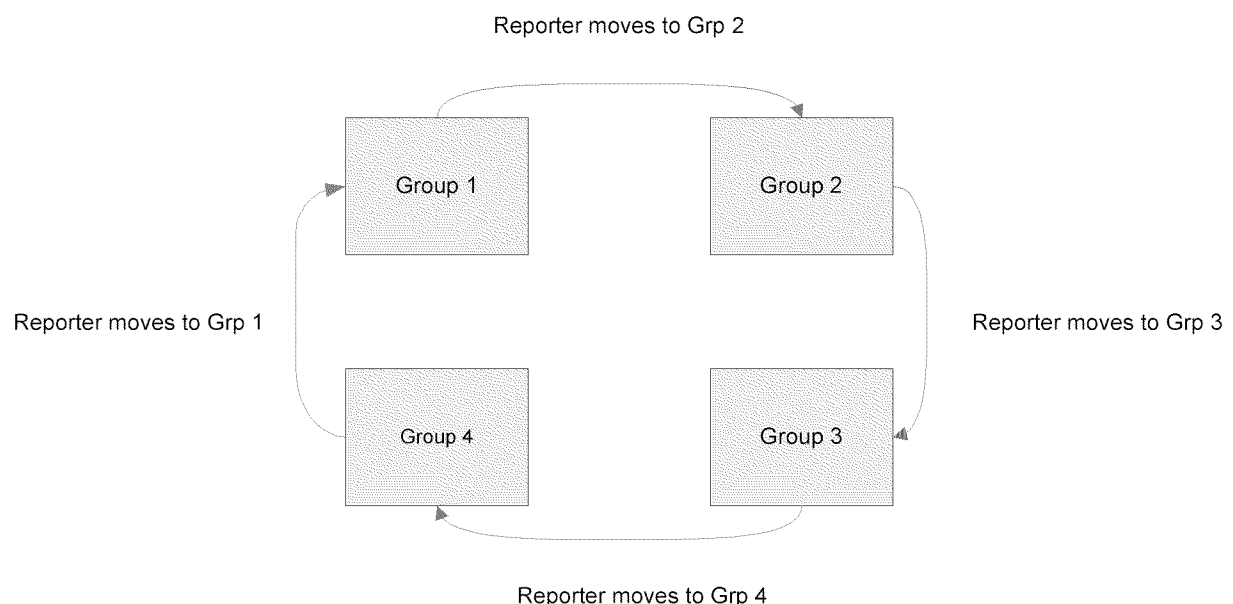 Reporter moves to Grp 2
Group 1
Group 2
Reporter moves to Grp 1
Reporter moves to Grp 3
Group 4
Group 3
Reporter moves to Grp 4